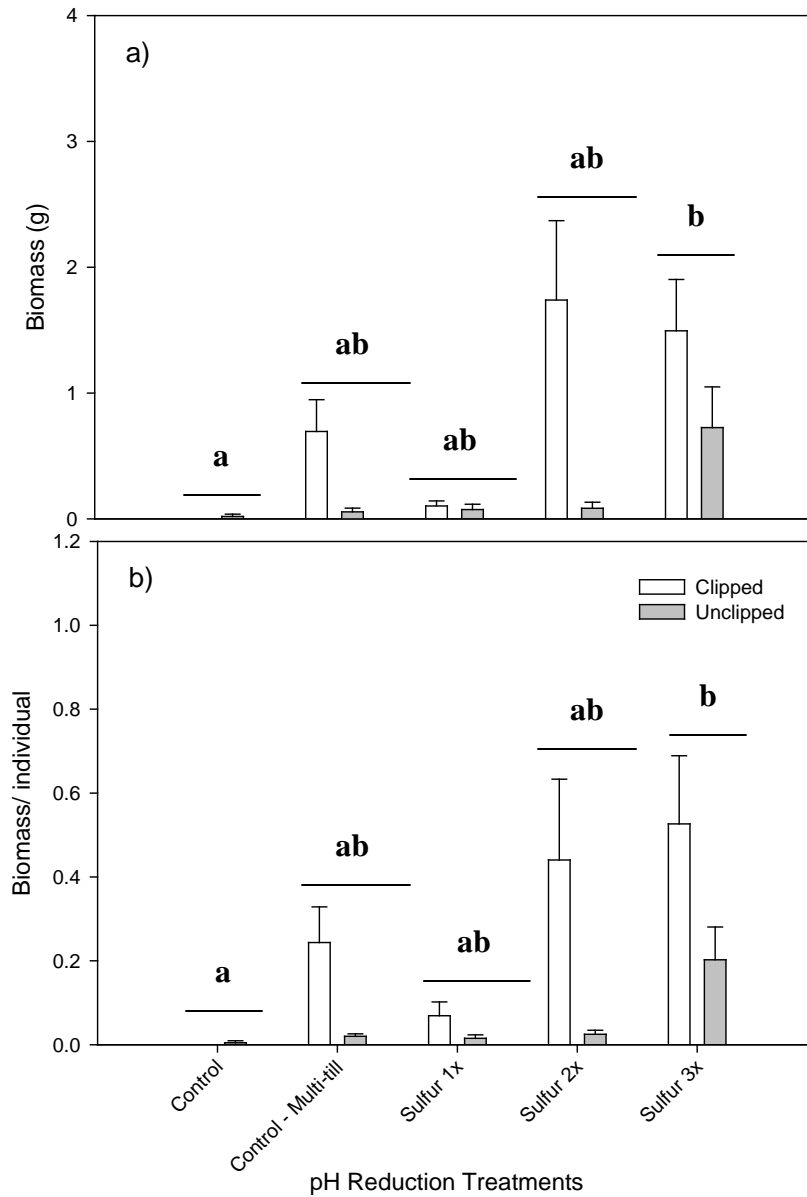 4
a)
3
ab
b
2
Biomass (g)
ab
1
ab
a
0
1.2
b)
Clipped
Unclipped
1.0
0.8
b
ab
0.6
Biomass/ individual
ab
0.4
ab
0.2
a
0.0
Control
Control - Multi-till
Sulfur 1x
Sulfur 2x
Sulfur 3x
pH Reduction Treatments